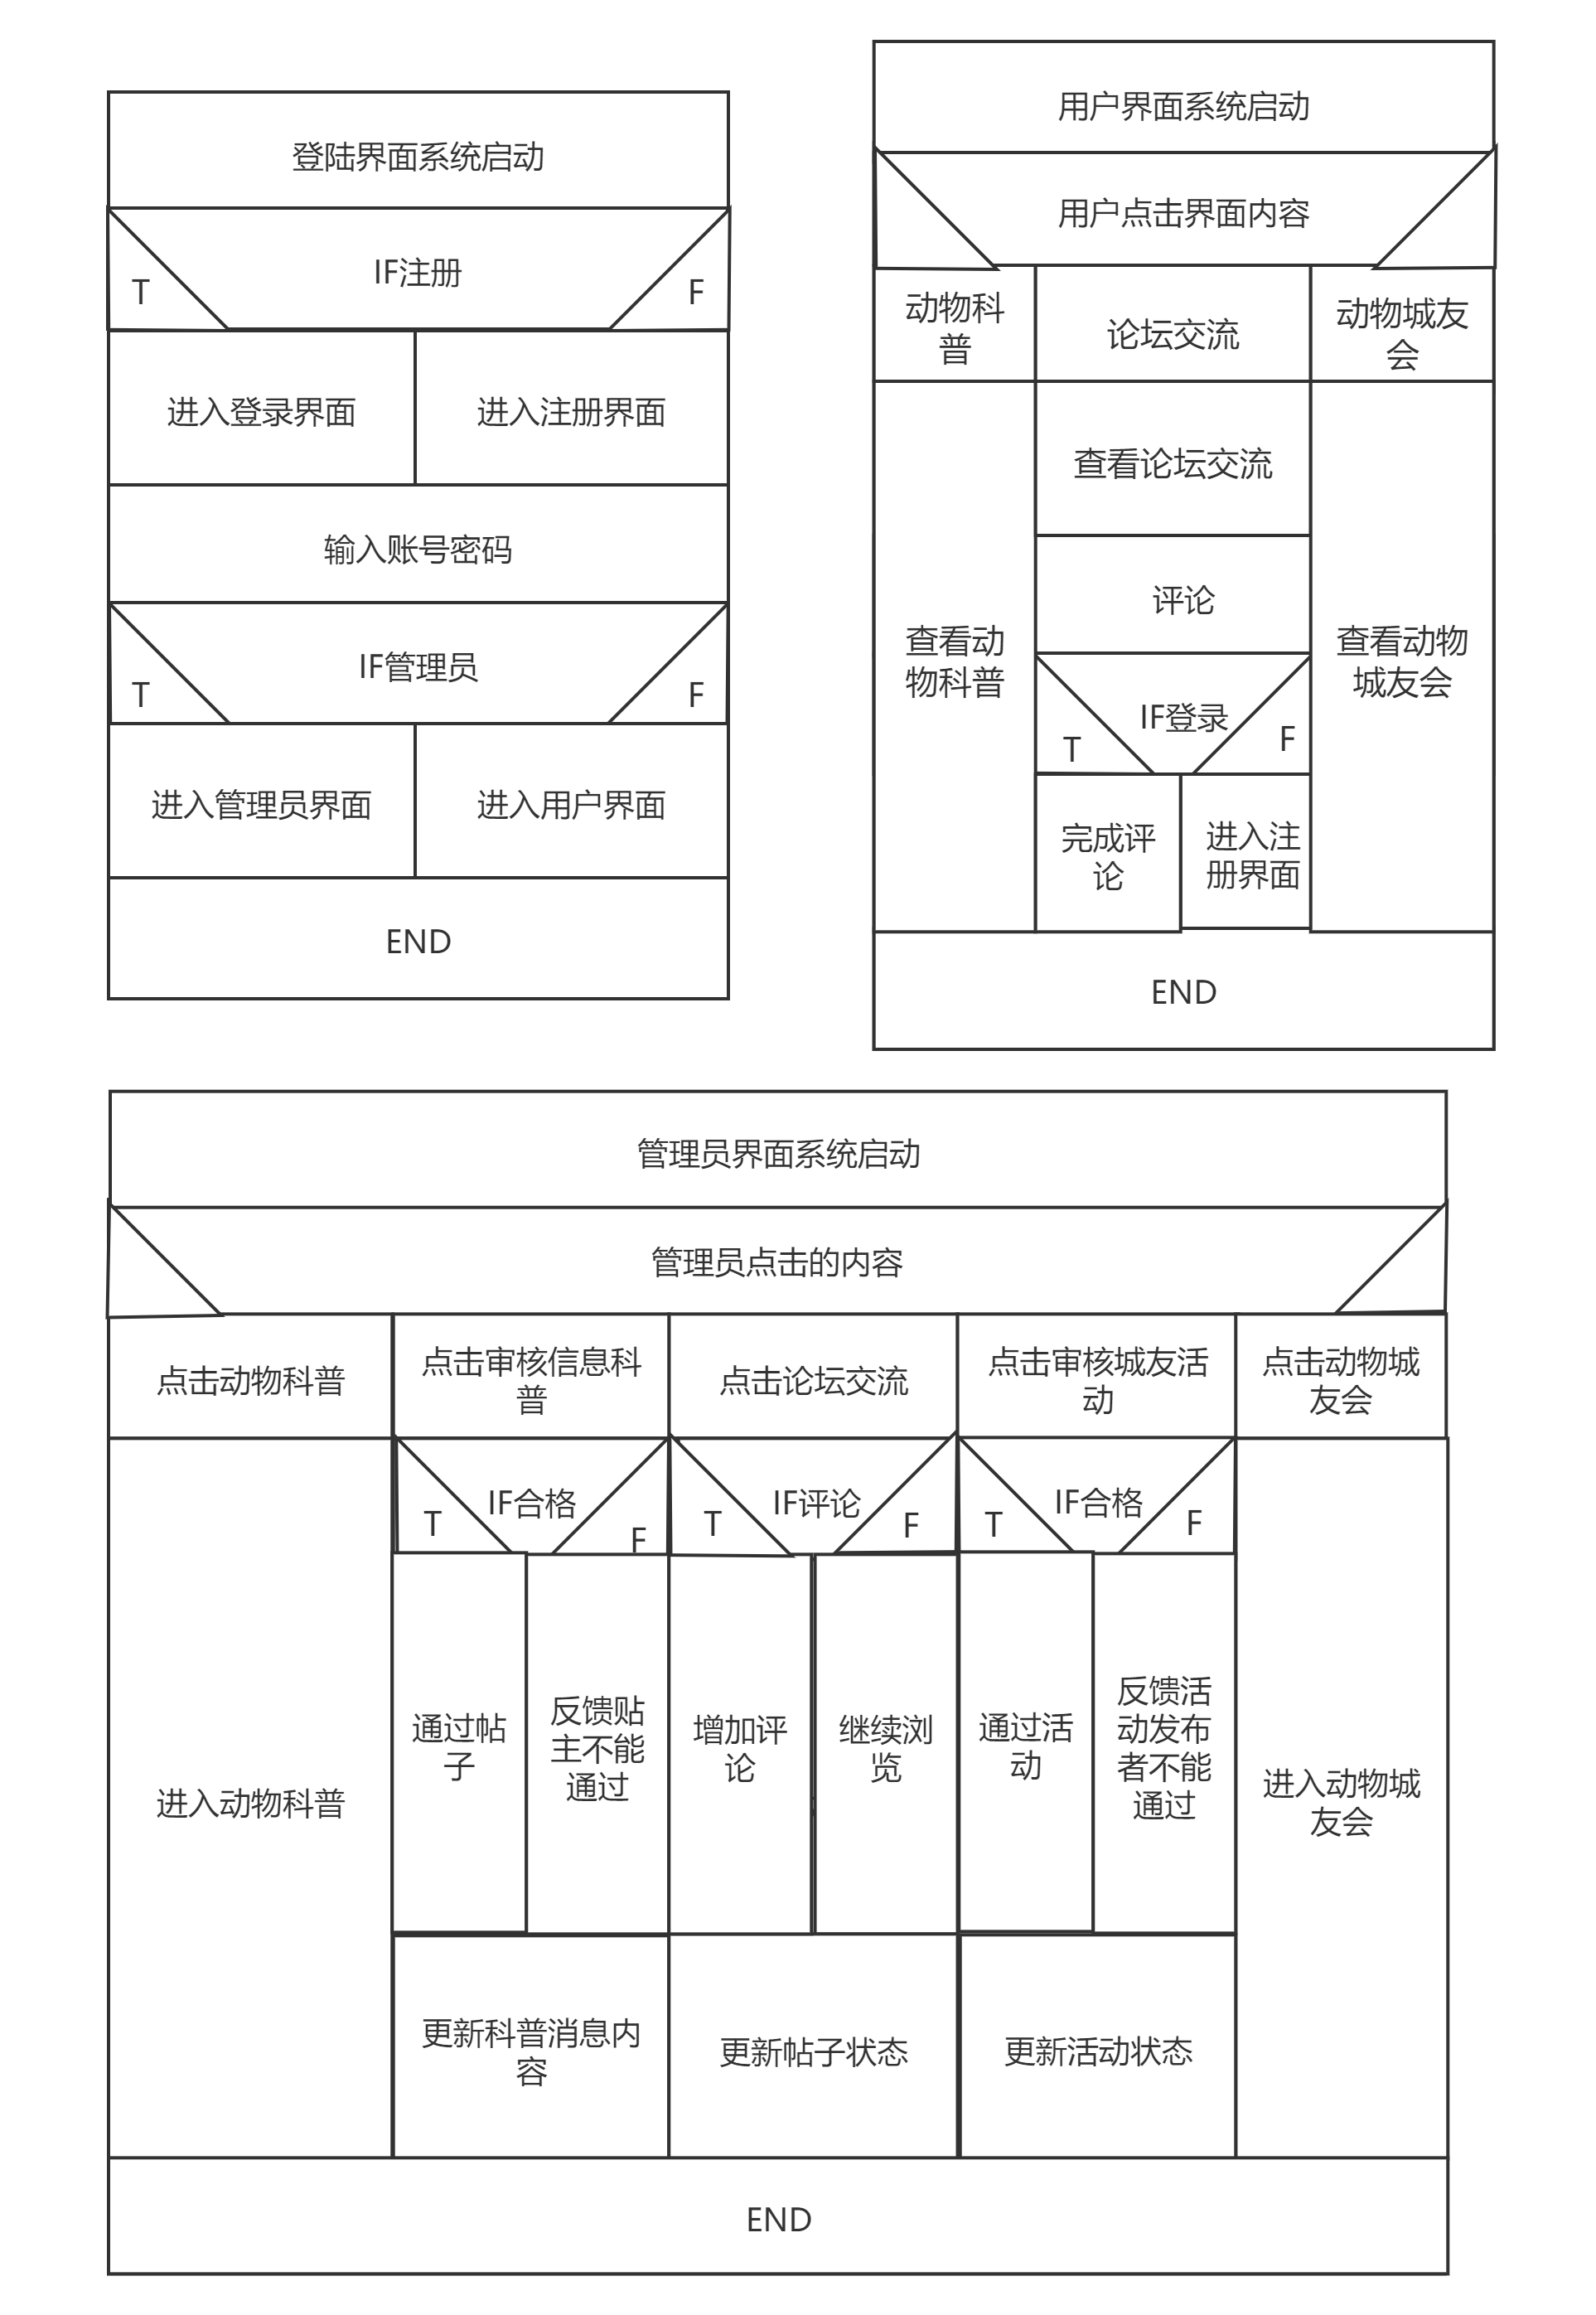 登陆界面系统启动
IF注册
T
F
进入登录界面
进入注册界面
输入账号密码
IF管理员
T
F
进入管理员界面
进入用户界面
END
用户界面系统启动
用户点击界面内容
动物科
普
论坛交流
动物城友
会
查看动
物科普
查看论坛交流
评论
IF登录
T
F
完成评
论
进入注
册界面
查看动物
城友会
END
管理员界面系统启动
管理员点击的内容
点击动物科普
点击审核信息科
普
点击论坛交流
点击审核城友活
动
点击动物城
友会
进入动物科普
IF合格
T
F
通过帖
子
反馈贴
主不能
通过
更新科普消息内
容
IF评论
T
F
增加评
论
继续浏
览
更新帖子状态
IF合格
T
F
通过活
动
反馈活
动发布
者不能
通过
更新活动状态
进入动物城
友会
END